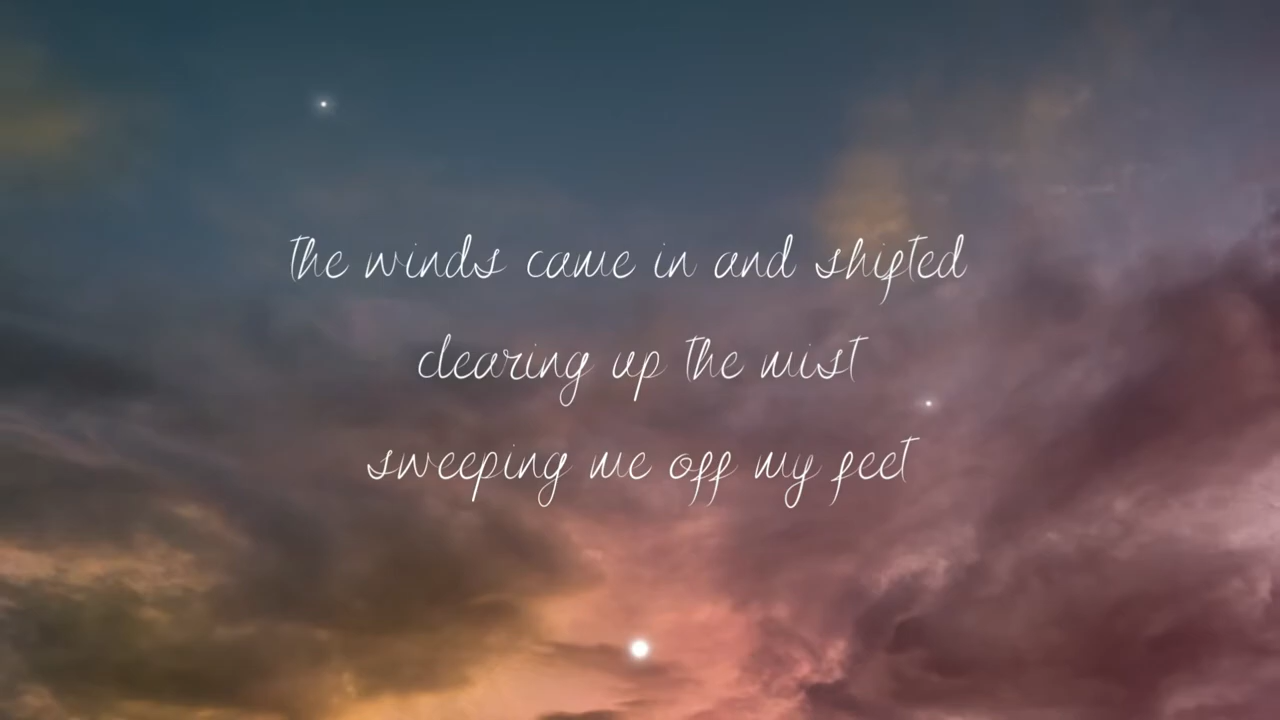 the winds came in and shifted
clearing up the mist
sweeping me off my feet